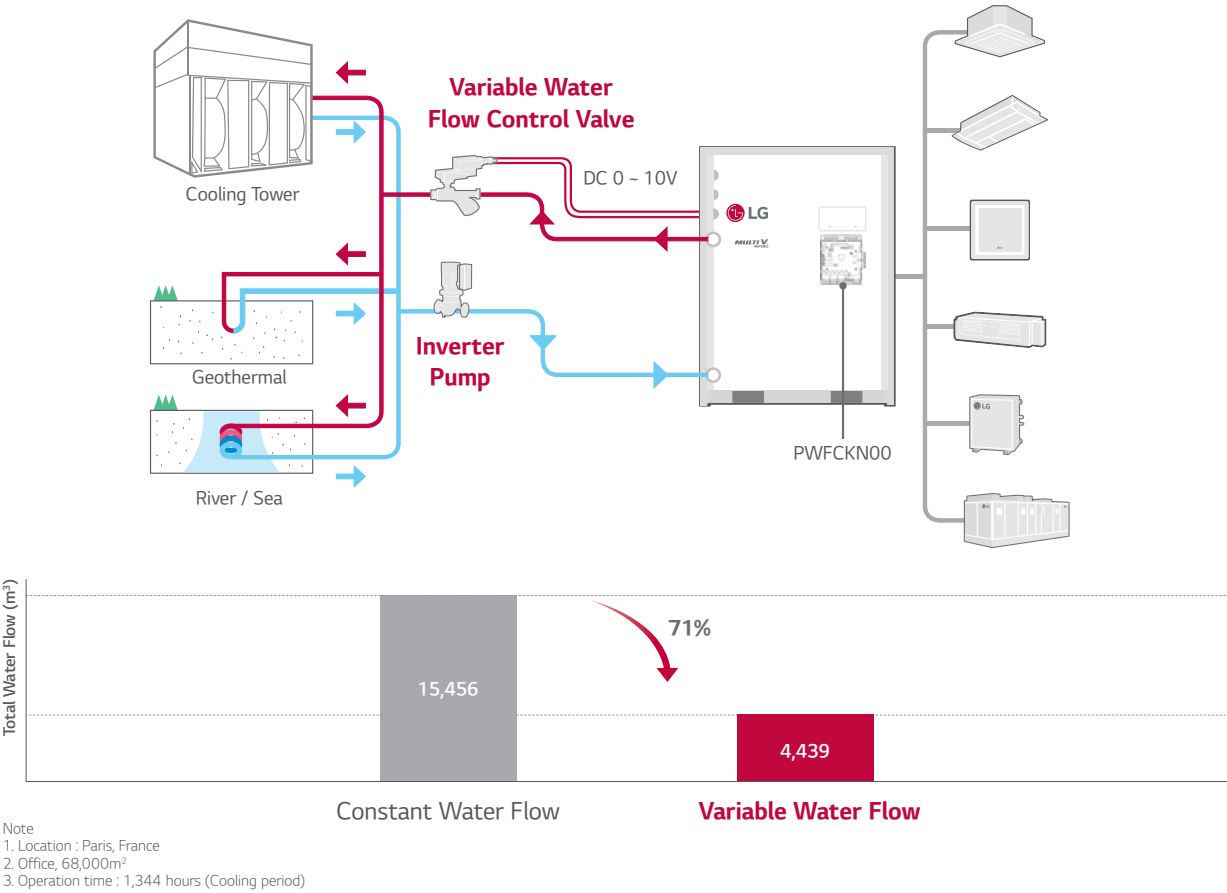 Variable Water
Flow Control Valve
Cooling Tower
DC 0 ~ 10V
LG
MULTI V
Geothermal
Inverter
Pump
River / Sea
PWFCKN00
LG
Total Water Flow (m³)
71%
15,456
4,439
Constant Water Flow
Variable Water Flow
Note
1. Location : Paris, France
2. Office, 68,000m²
3. Operation time : 1,344 hours (Cooling period)